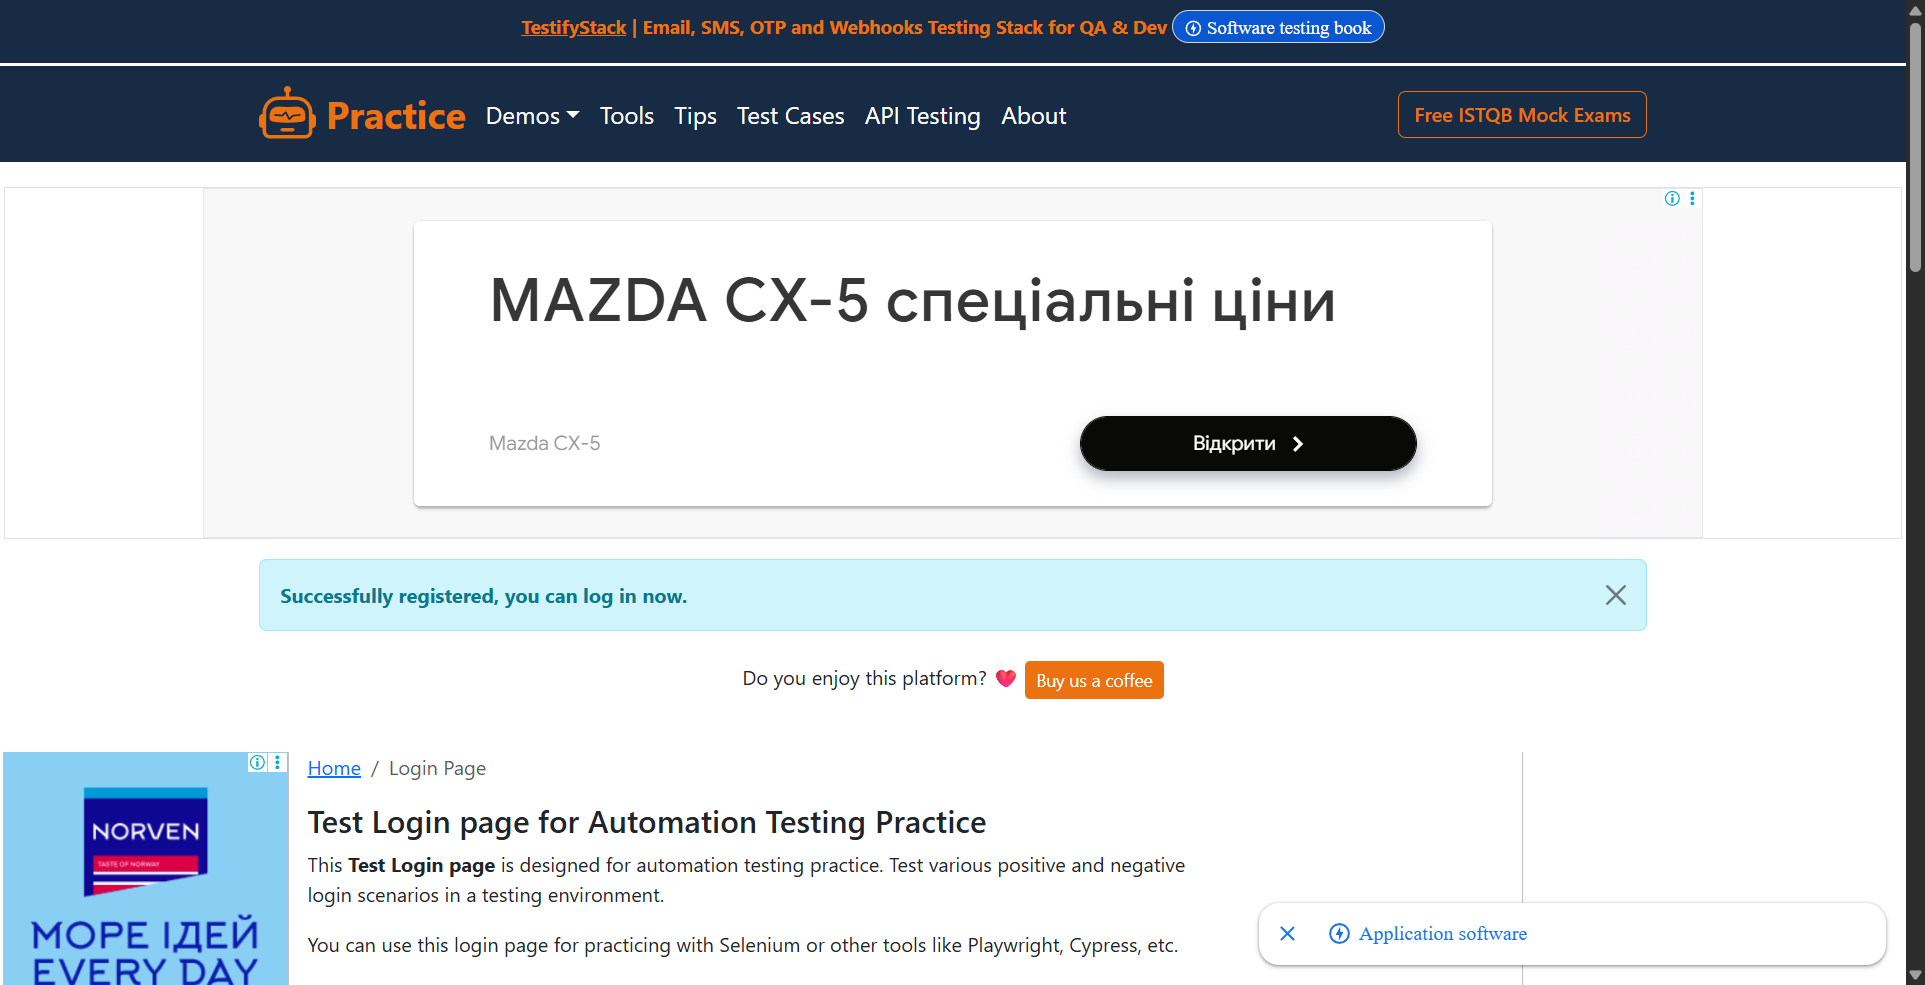 TestifyStack | Email, SMS, OTP and Webhooks Testing Stack for QA & Dev Software testing book
Practice Demos Tools Tips Test Cases API Testing About Free ISTQB Mock Exams
MAZDA CX-5 спеціальні ціни
Mazda CX-5 Відкрити
Successfully registered, you can log in now.
Do you enjoy this platform? Buy us a coffee
NORVEN
TASTE OF NORWAY
МОРЕ ІДЕЙ
EVERY DAY
Home / Login Page
Test Login page for Automation Testing Practice
This Test Login page is designed for automation testing practice. Test various positive and negative
login scenarios in a testing environment.
You can use this login page for practicing with Selenium or other tools like Playwright, Cypress, etc.
Application software